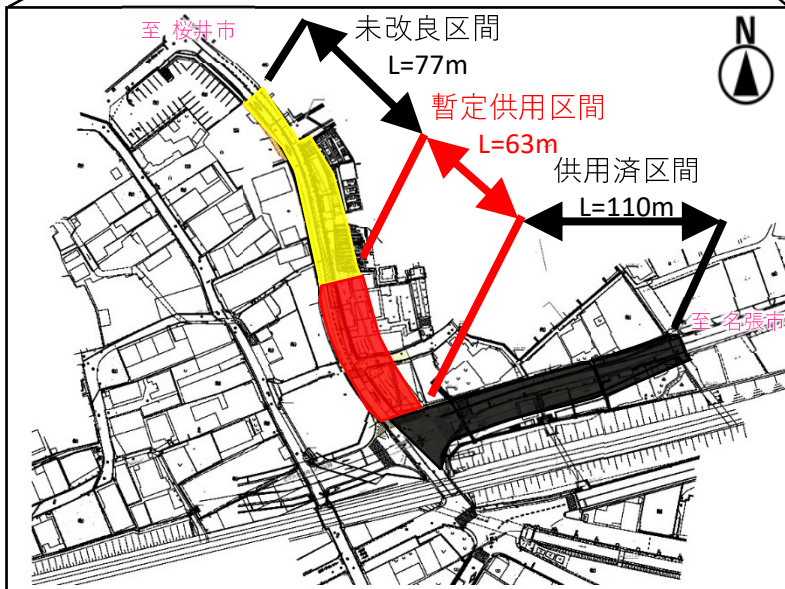 至 桜井市
未改良区間
L=77m
N
暫定供用区間
L=63m
供用済区間
L=110m
至 名張市